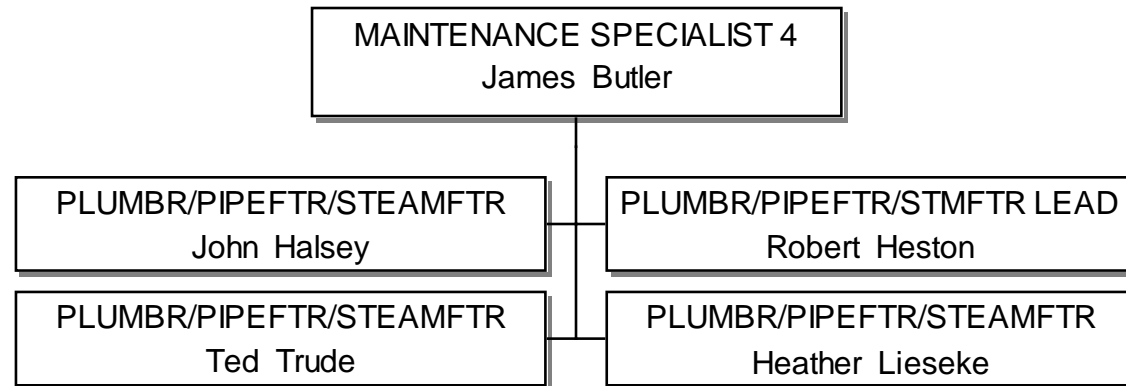 MAINTENANCE SPECIALIST 4
James Butler
PLUMBR/PIPEFTR/STEAMFTR
John Halsey
PLUMBR/PIPEFTR/STMFTR LEAD
Robert Heston
PLUMBR/PIPEFTR/STEAMFTR
Ted Trude
PLUMBR/PIPEFTR/STEAMFTR
Heather Lieseke